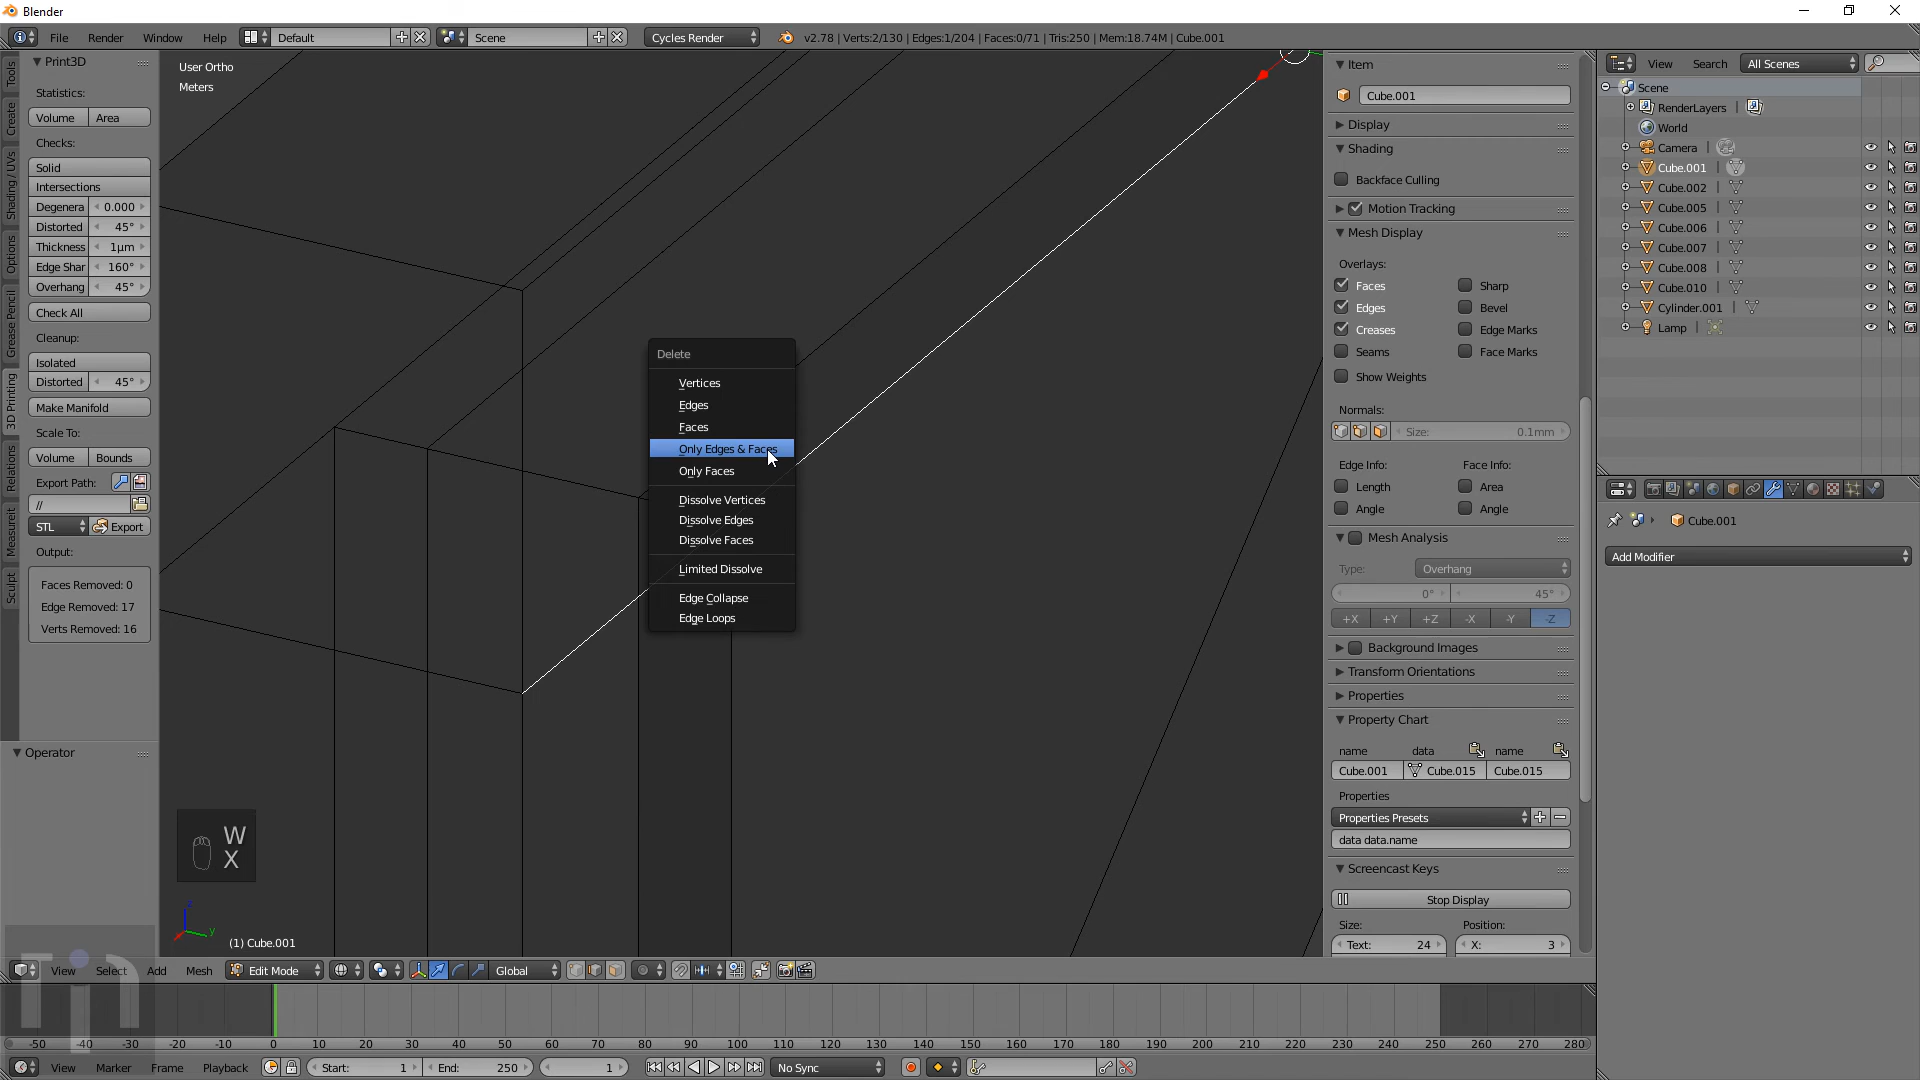 Blender
File Render Window Help Default Scene Cycles Render v2.78 | Verts:2/130 | Edges:1/204 | Faces:0/71 | Tris:250 | Mem:18.74M | Cube.001
Tools
Create
Shading / UVs
Options
Grease Pencil
3D Printing
Relations
Measureit
Sculpt
Print3D
Statistics:
Volume Area
Checks:
Solid
Intersections
Degenera 0.000
Distorted 45°
Thickness 1µm
Edge Shar 160°
Overhang 45°
Check All
Cleanup:
Isolated
Distorted 45°
Make Manifold
Scale To:
Volume Bounds
Export Path:
//
STL Export
Output:
Faces Removed: 0
Edge Removed: 17
Verts Removed: 16
Operator
User Ortho
Meters
Delete
Vertices
Edges
Faces
Only Edges & Faces
Only Faces
Dissolve Vertices
Dissolve Edges
Dissolve Faces
Limited Dissolve
Edge Collapse
Edge Loops
W
X
z
y
(1) Cube.001
View Select Add Mesh Edit Mode Global
Item
Cube.001
Display
Shading
Backface Culling
Motion Tracking
Mesh Display
Overlays:
Faces Sharp
Edges Bevel
Creases Edge Marks
Seams Face Marks
Show Weights
Normals:
Size: 0.1mm
Edge Info: Face Info:
Length Area
Angle Angle
Mesh Analysis
Type: Overhang
0° 45°
+X +Y +Z -X -Y -Z
Background Images
Transform Orientations
Properties
Property Chart
name data name
Cube.001 Cube.015 Cube.015
Properties
Properties Presets
data data.name
Screencast Keys
Stop Display
Size: Position:
Text: 24 X: 3
View Search All Scenes
Scene
RenderLayers
World
Camera
Cube.001
Cube.002
Cube.005
Cube.006
Cube.007
Cube.008
Cube.010
Cylinder.001
Lamp
Cube.001
Add Modifier
-50 -40 -30 -20 -10 0 10 20 30 40 50 60 70 80 90 100 110 120 130 140 150 160 170 180 190 200 210 220 230 240 250 260 270 280
View Marker Frame Playback Start: 1 End: 250 1 No Sync